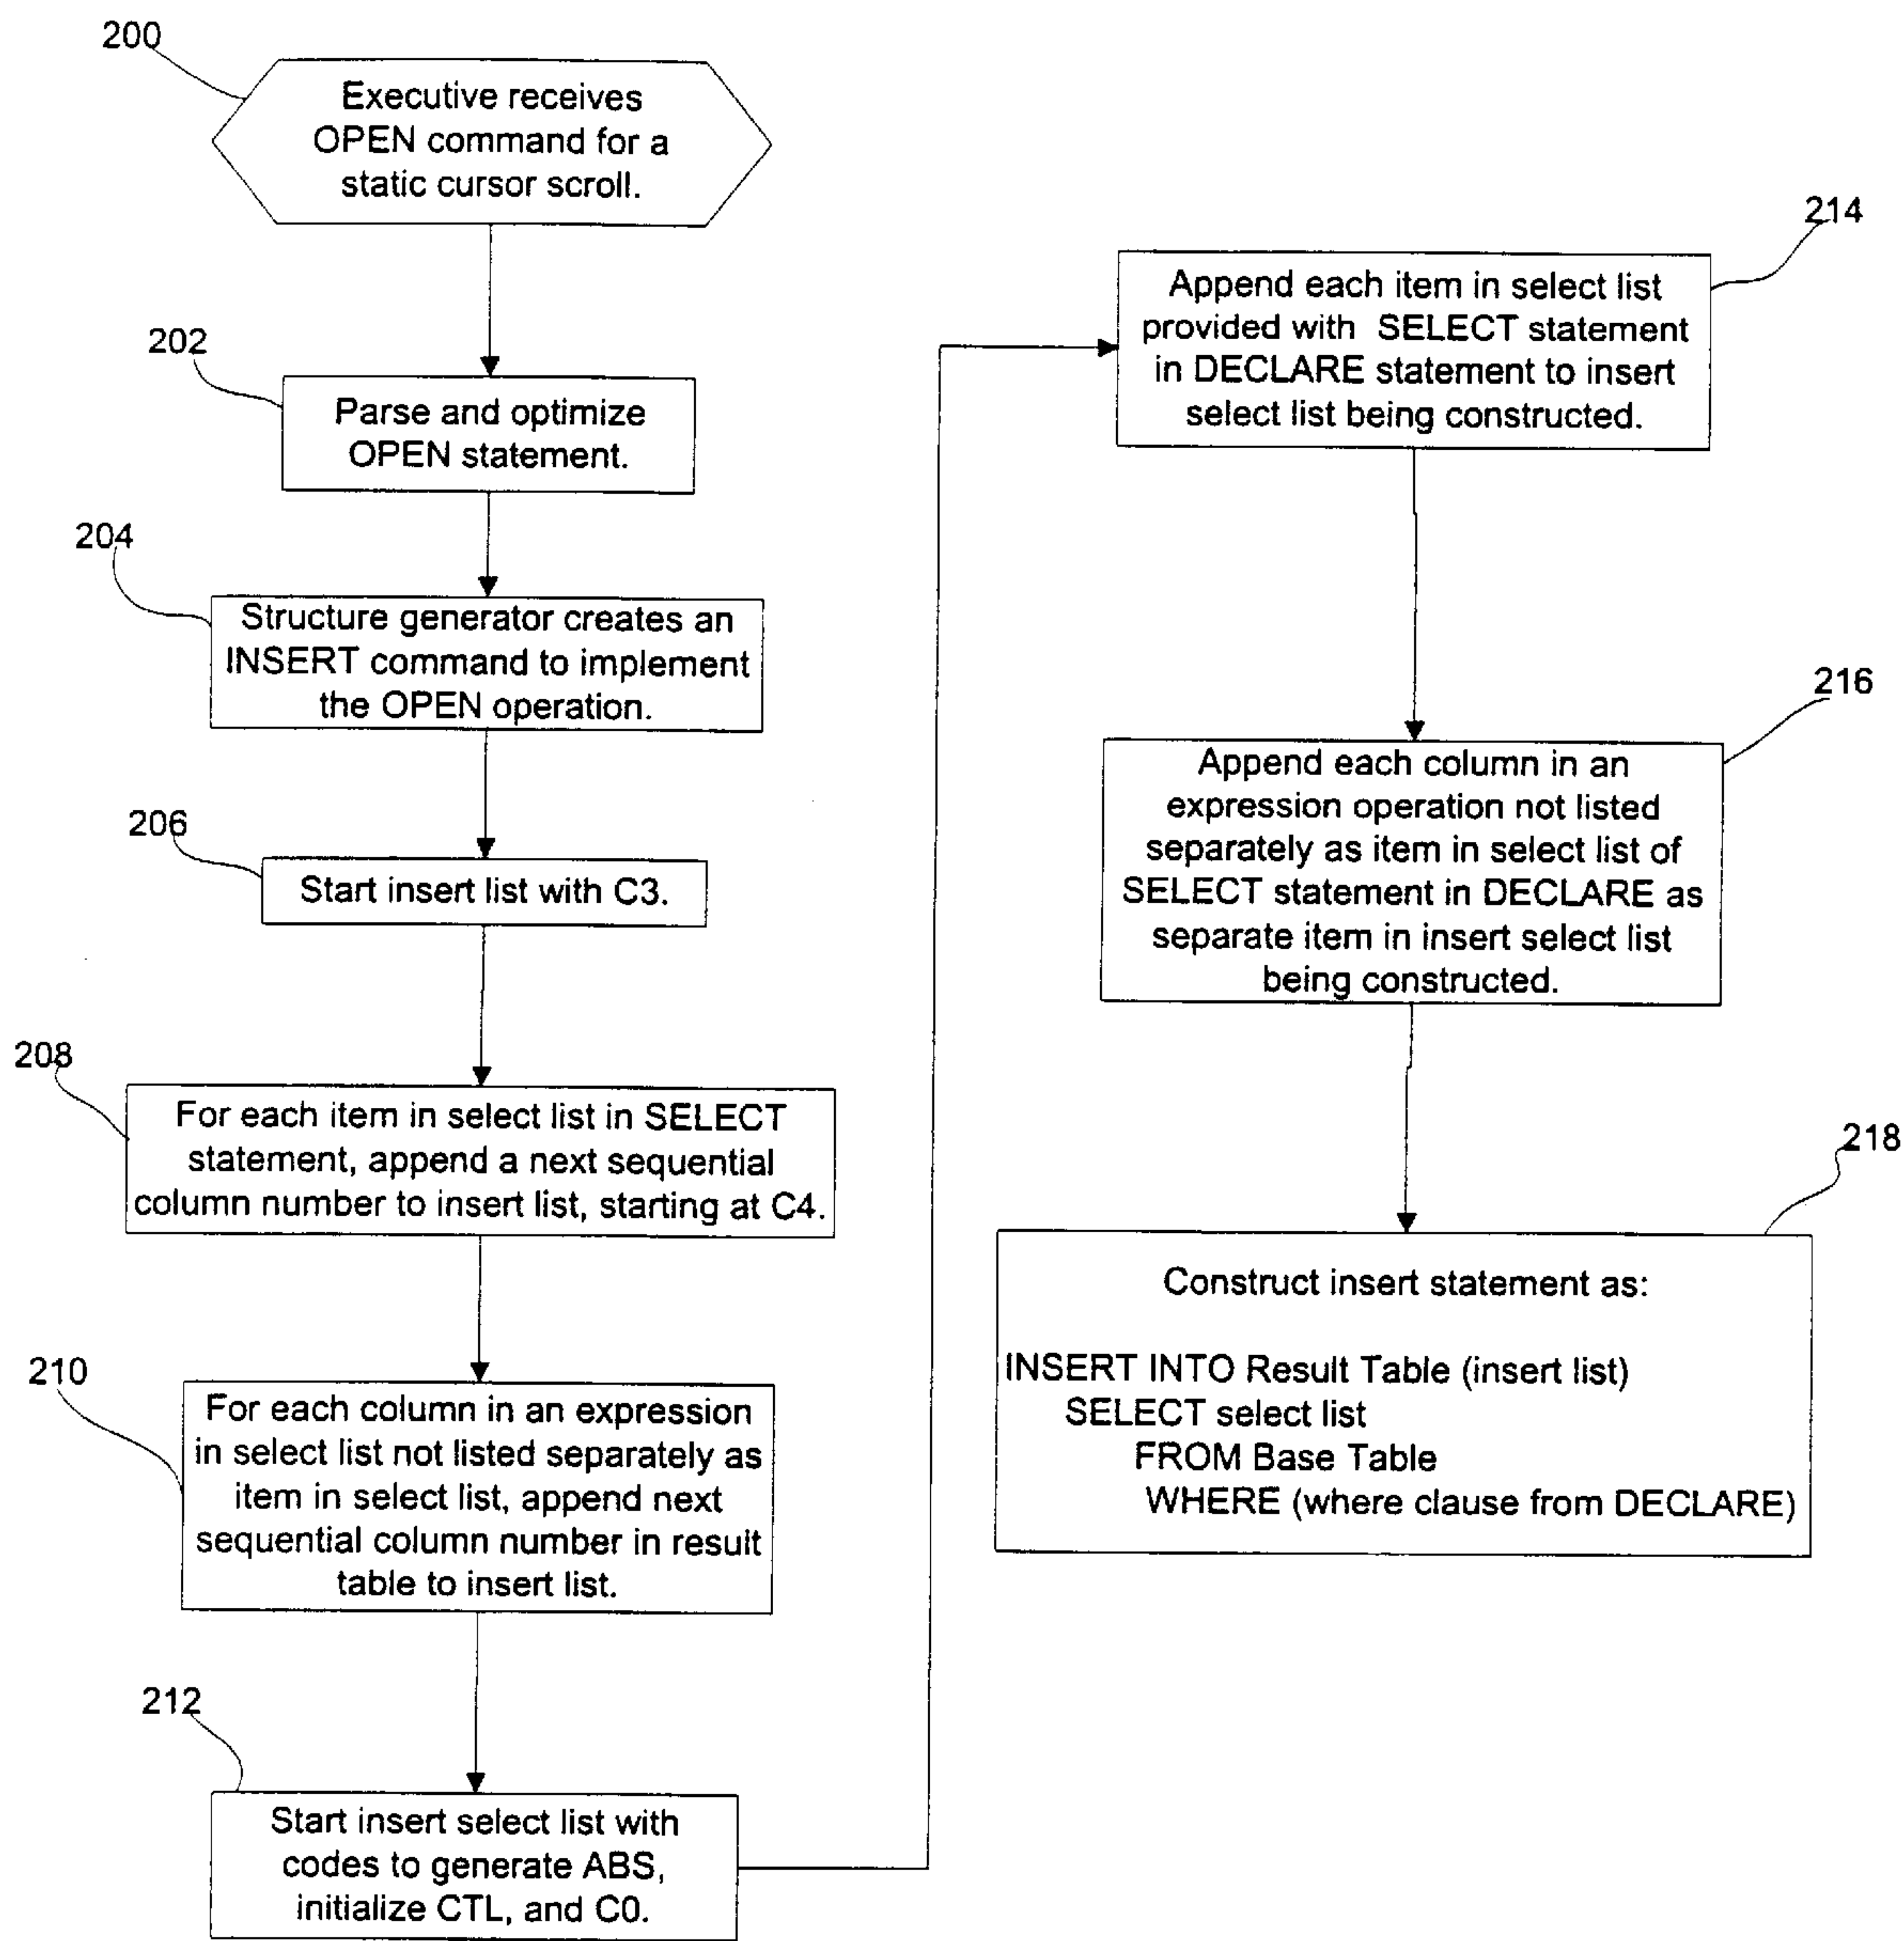 200
Executive receives
OPEN command for a
static cursor scroll.
202
Parse and optimize
OPEN statement.
204
Structure generator creates an
INSERT command to implement
the OPEN operation.
206
Start insert list with C3.
208
For each item in select list in SELECT
statement, append a next sequential
column number to insert list, starting at C4.
210
For each column in an expression
in select list not listed separately as
item in select list, append next
sequential column number in result
table to insert list.
212
Start insert select list with
codes to generate ABS,
initialize CTL, and C0.
214
Append each item in select list
provided with SELECT statement
in DECLARE statement to insert
select list being constructed.
216
Append each column in an
expression operation not listed
separately as item in select list of
SELECT statement in DECLARE as
separate item in insert select list
being constructed.
218
Construct insert statement as:
INSERT INTO Result Table (insert list)
SELECT select list
FROM Base Table
WHERE (where clause from DECLARE)